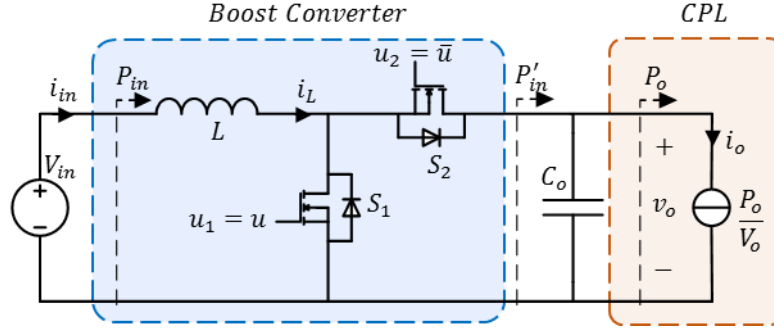 Boost Converter
CPL
u₂ = ū
i_in
P_in
i_L
P′_in
P_o
L
S₂
+
i_o
V_in
u₁ = u
S₁
C_o
v_o
P_o
V_o
−